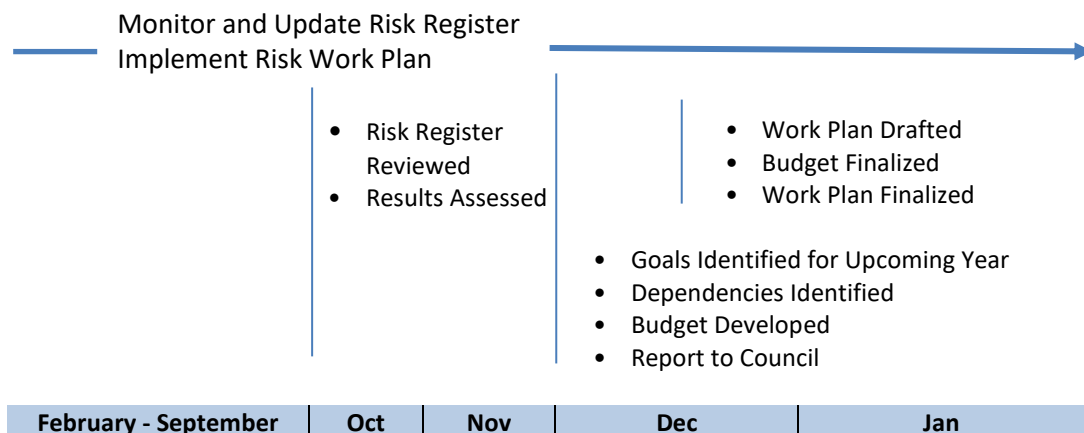 Monitor and Update Risk Register
Implement Risk Work Plan
• Risk Register
Reviewed
• Results Assessed
• Work Plan Drafted
• Budget Finalized
• Work Plan Finalized
• Goals Identified for Upcoming Year
• Dependencies Identified
• Budget Developed
• Report to Council
February - September Oct Nov Dec Jan